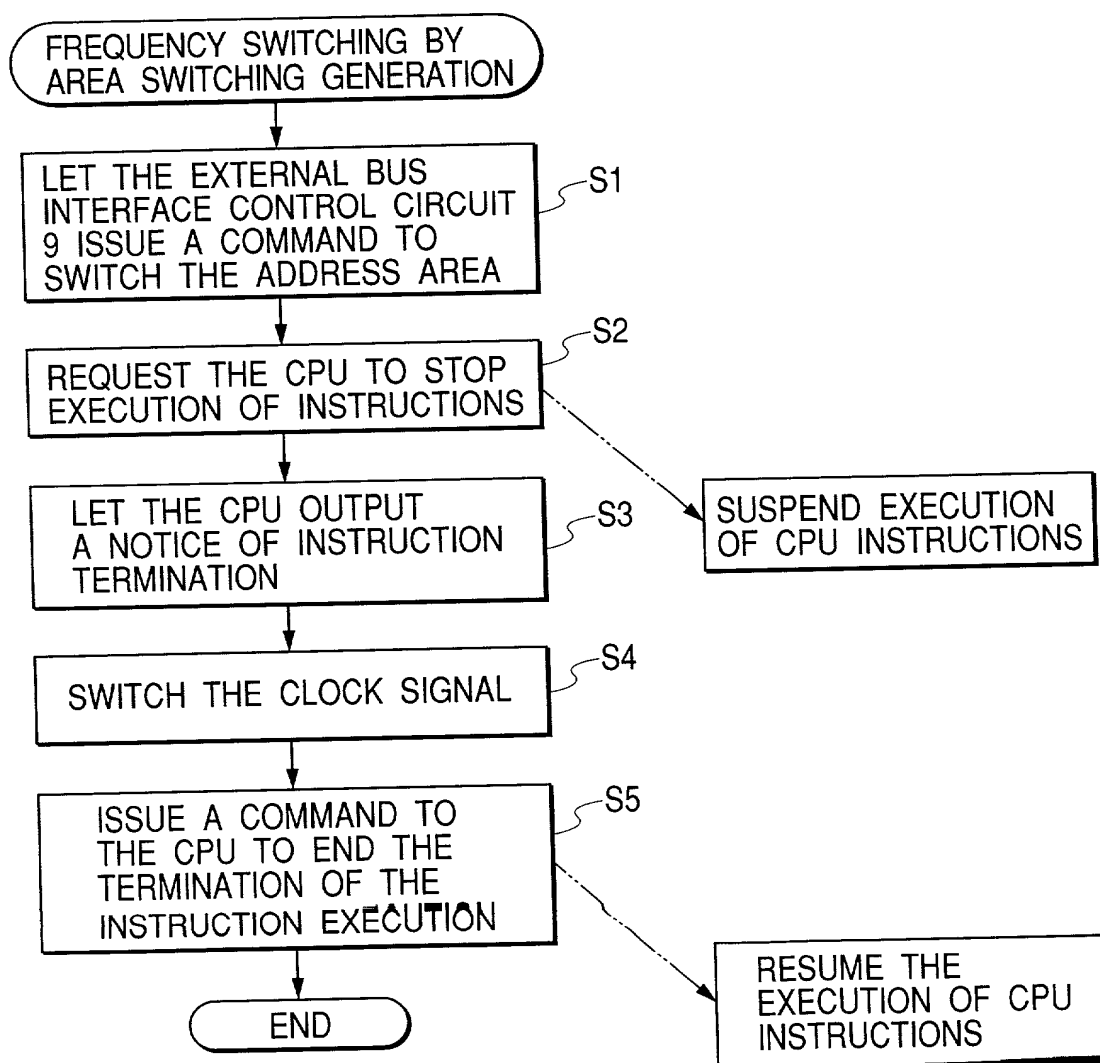 FREQUENCY SWITCHING BY
AREA SWITCHING GENERATION
LET THE EXTERNAL BUS
INTERFACE CONTROL CIRCUIT
9 ISSUE A COMMAND TO
SWITCH THE ADDRESS AREA
S1
REQUEST THE CPU TO STOP
EXECUTION OF INSTRUCTIONS
S2
SUSPEND EXECUTION
OF CPU INSTRUCTIONS
LET THE CPU OUTPUT
A NOTICE OF INSTRUCTION
TERMINATION
S3
SWITCH THE CLOCK SIGNAL
S4
ISSUE A COMMAND TO
THE CPU TO END THE
TERMINATION OF THE
INSTRUCTION EXECUTION
S5
RESUME THE
EXECUTION OF CPU
INSTRUCTIONS
END